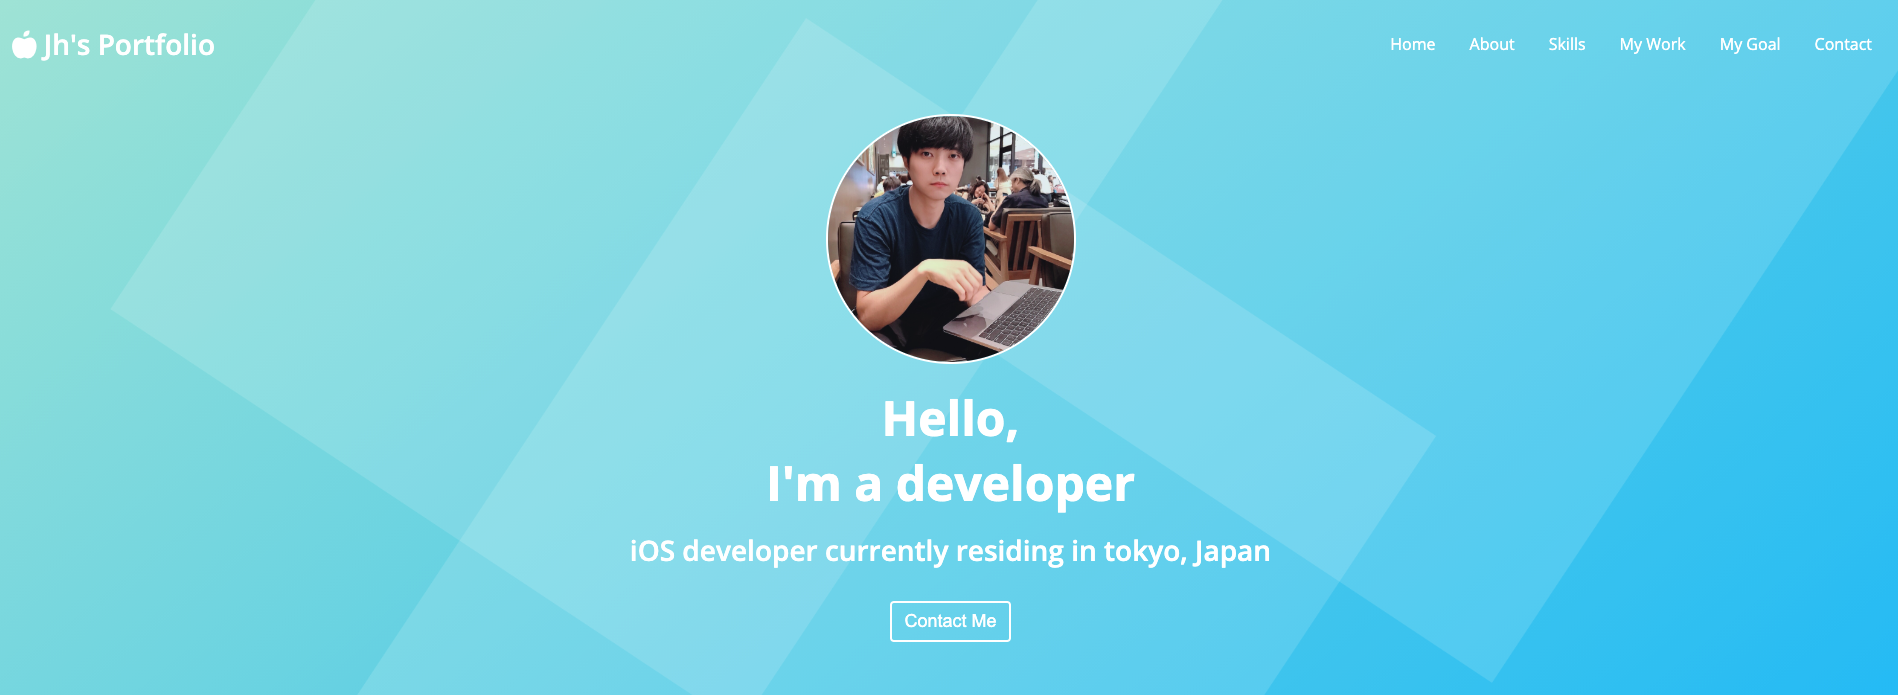 Jh's Portfolio
Home About Skills My Work My Goal Contact
Hello,
I'm a developer
iOS developer currently residing in tokyo, Japan
Contact Me